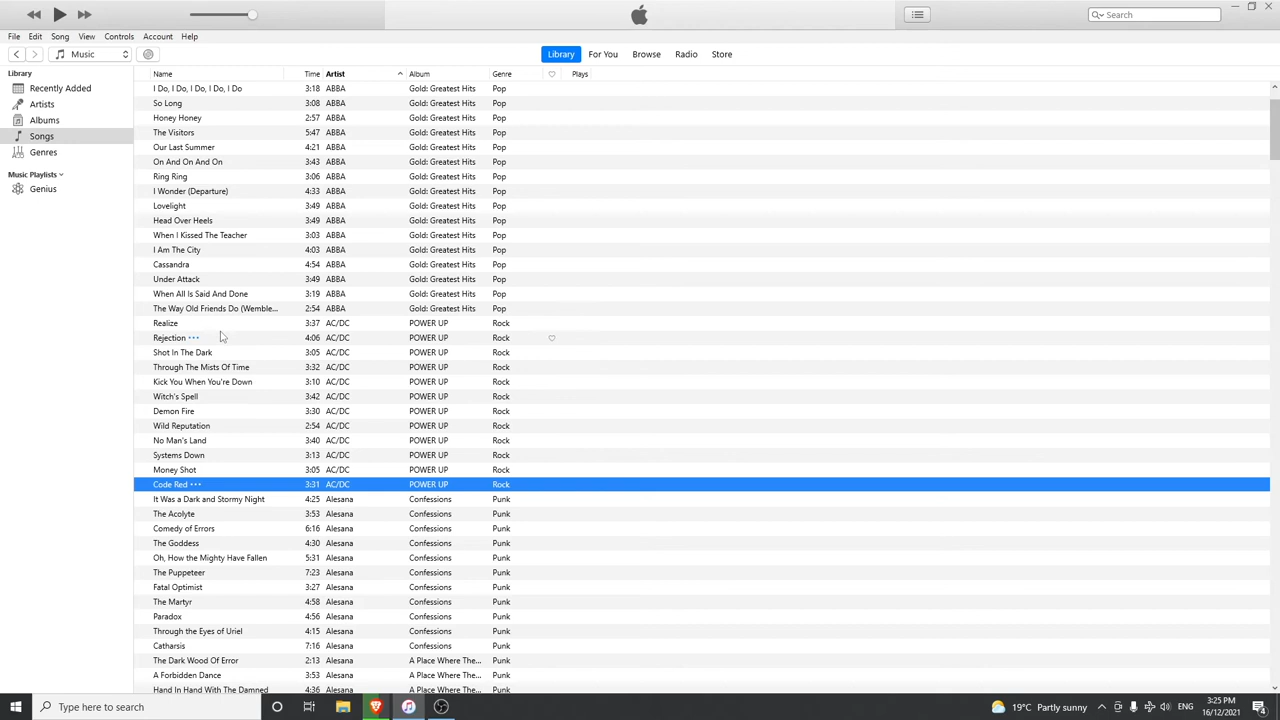 Search
File Edit Song View Controls Account Help
Music Library For You Browse Radio Store
Library
Recently Added
Artists
Albums
Songs
Genres
Music Playlists
Genius
Name Time Artist Album Genre Plays
I Do, I Do, I Do, I Do, I Do 3:18 ABBA Gold: Greatest Hits Pop
So Long 3:08 ABBA Gold: Greatest Hits Pop
Honey Honey 2:57 ABBA Gold: Greatest Hits Pop
The Visitors 5:47 ABBA Gold: Greatest Hits Pop
Our Last Summer 4:21 ABBA Gold: Greatest Hits Pop
On And On And On 3:43 ABBA Gold: Greatest Hits Pop
Ring Ring 3:06 ABBA Gold: Greatest Hits Pop
I Wonder (Departure) 4:33 ABBA Gold: Greatest Hits Pop
Lovelight 3:49 ABBA Gold: Greatest Hits Pop
Head Over Heels 3:49 ABBA Gold: Greatest Hits Pop
When I Kissed The Teacher 3:03 ABBA Gold: Greatest Hits Pop
I Am The City 4:03 ABBA Gold: Greatest Hits Pop
Cassandra 4:54 ABBA Gold: Greatest Hits Pop
Under Attack 3:49 ABBA Gold: Greatest Hits Pop
When All Is Said And Done 3:19 ABBA Gold: Greatest Hits Pop
The Way Old Friends Do (Wemble... 2:54 ABBA Gold: Greatest Hits Pop
Realize 3:37 AC/DC POWER UP Rock
Rejection ••• 4:06 AC/DC POWER UP Rock
Shot In The Dark 3:05 AC/DC POWER UP Rock
Through The Mists Of Time 3:32 AC/DC POWER UP Rock
Kick You When You're Down 3:10 AC/DC POWER UP Rock
Witch's Spell 3:42 AC/DC POWER UP Rock
Demon Fire 3:30 AC/DC POWER UP Rock
Wild Reputation 2:54 AC/DC POWER UP Rock
No Man's Land 3:40 AC/DC POWER UP Rock
Systems Down 3:13 AC/DC POWER UP Rock
Money Shot 3:05 AC/DC POWER UP Rock
Code Red ••• 3:31 AC/DC POWER UP Rock
It Was a Dark and Stormy Night 4:25 Alesana Confessions Punk
The Acolyte 3:53 Alesana Confessions Punk
Comedy of Errors 6:16 Alesana Confessions Punk
The Goddess 4:30 Alesana Confessions Punk
Oh, How the Mighty Have Fallen 5:31 Alesana Confessions Punk
The Puppeteer 7:23 Alesana Confessions Punk
Fatal Optimist 3:27 Alesana Confessions Punk
The Martyr 4:58 Alesana Confessions Punk
Paradox 4:56 Alesana Confessions Punk
Through the Eyes of Uriel 4:15 Alesana Confessions Punk
Catharsis 7:16 Alesana Confessions Punk
The Dark Wood Of Error 2:13 Alesana A Place Where The... Punk
A Forbidden Dance 3:53 Alesana A Place Where The... Punk
Hand In Hand With The Damned 4:36 Alesana A Place Where The... Punk
Type here to search 19°C Partly sunny ENG 3:25 PM
16/12/2021 4